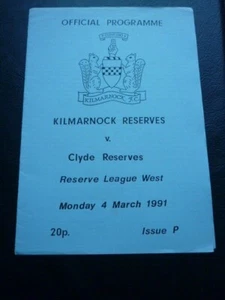 OFFICIAL PROGRAMME
KILMARNOCK F.C.
KILMARNOCK RESERVES
v.
Clyde Reserves
Reserve League West
Monday 4 March 1991
20p. Issue P